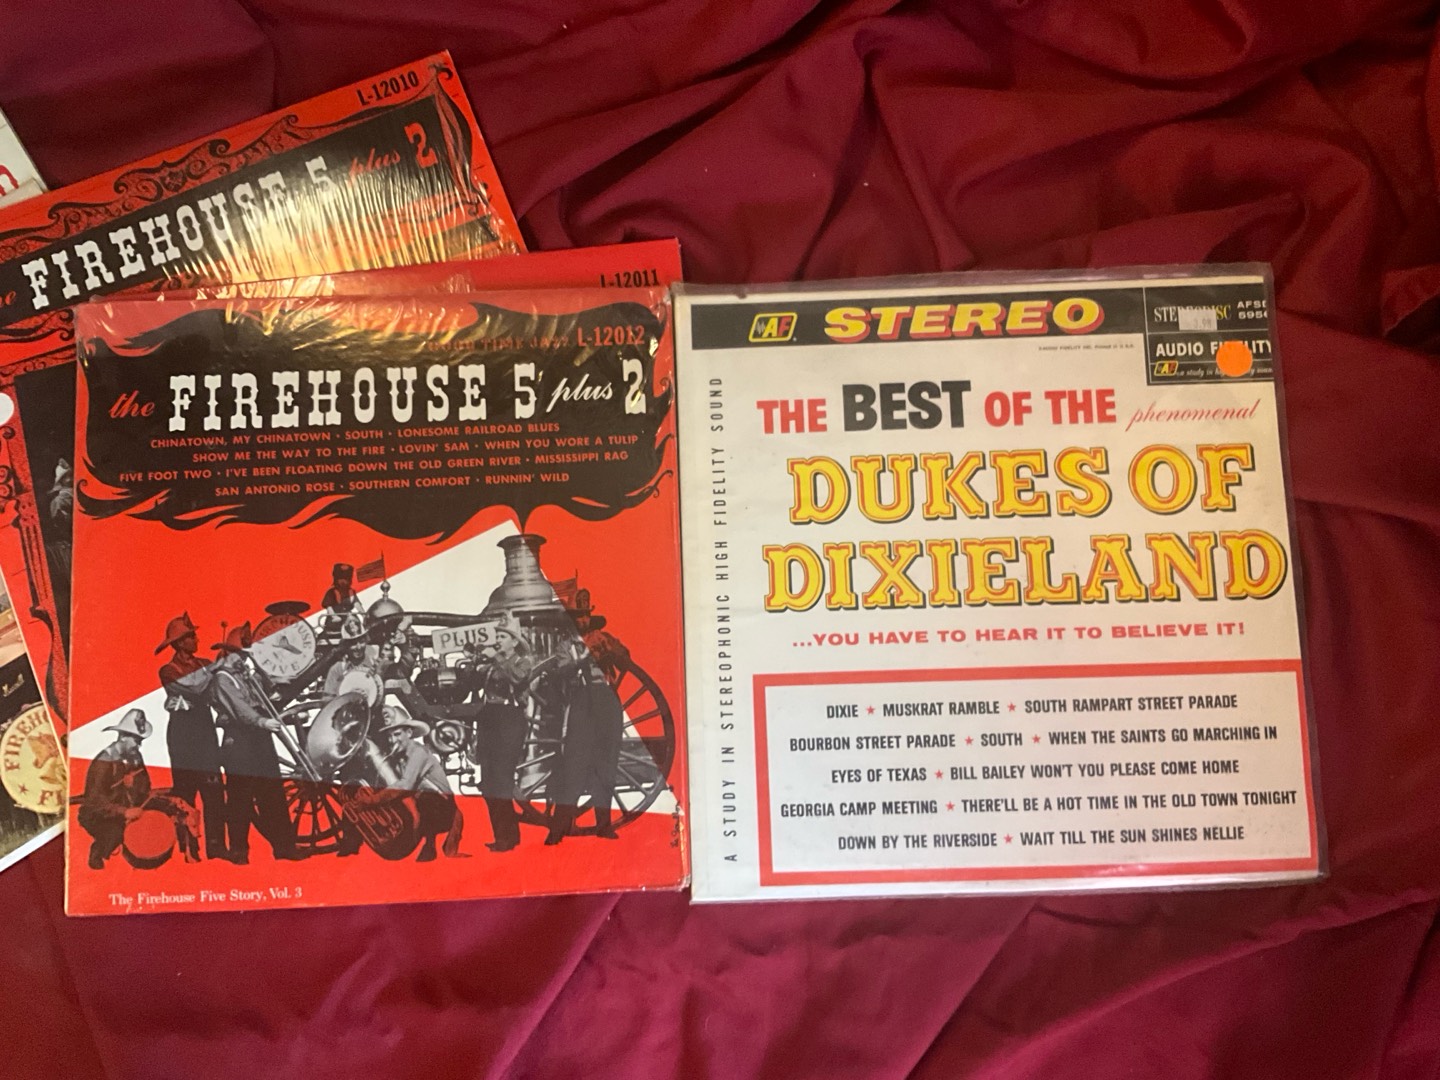 L-12010
FIREHOUSE 5 plus 2
L-12011
GOOD TIME JAZZ L-12012
the FIREHOUSE 5 plus 2
CHINATOWN, MY CHINATOWN · SOUTH · LONESOME RAILROAD BLUES
SHOW ME THE WAY TO THE FIRE · LOVIN' SAM · WHEN YOU WORE A TULIP
FIVE FOOT TWO · I'VE BEEN FLOATING DOWN THE OLD GREEN RIVER · MISSISSIPPI RAG
SAN ANTONIO ROSE · SOUTHERN COMFORT · RUNNIN' WILD
FIREHOUSE
FIVE
PLUS
The Firehouse Five Story, Vol. 3
AF STEREO
AUDIO
THE BEST OF THE phenomenal
DUKES OF
DIXIELAND
...YOU HAVE TO HEAR IT TO BELIEVE IT!
DIXIE ★ MUSKRAT RAMBLE ★ SOUTH RAMPART STREET PARADE
BOURBON STREET PARADE ★ SOUTH ★ WHEN THE SAINTS GO MARCHING IN
EYES OF TEXAS ★ BILL BAILEY WON'T YOU PLEASE COME HOME
GEORGIA CAMP MEETING ★ THERE'LL BE A HOT TIME IN THE OLD TOWN TONIGHT
DOWN BY THE RIVERSIDE ★ WAIT TILL THE SUN SHINES NELLIE
A STUDY IN STEREOPHONIC HIGH FIDELITY SOUND